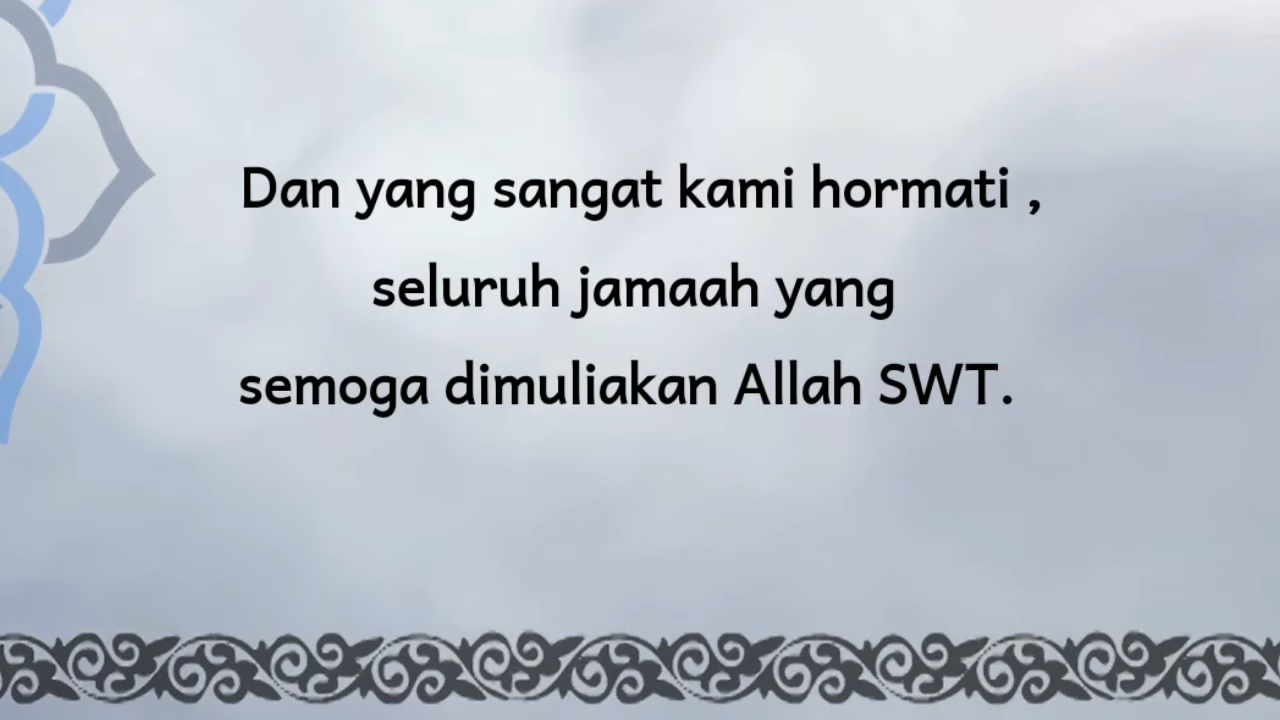 Dan yang sangat kami hormati ,
seluruh jamaah yang
semoga dimuliakan Allah SWT.